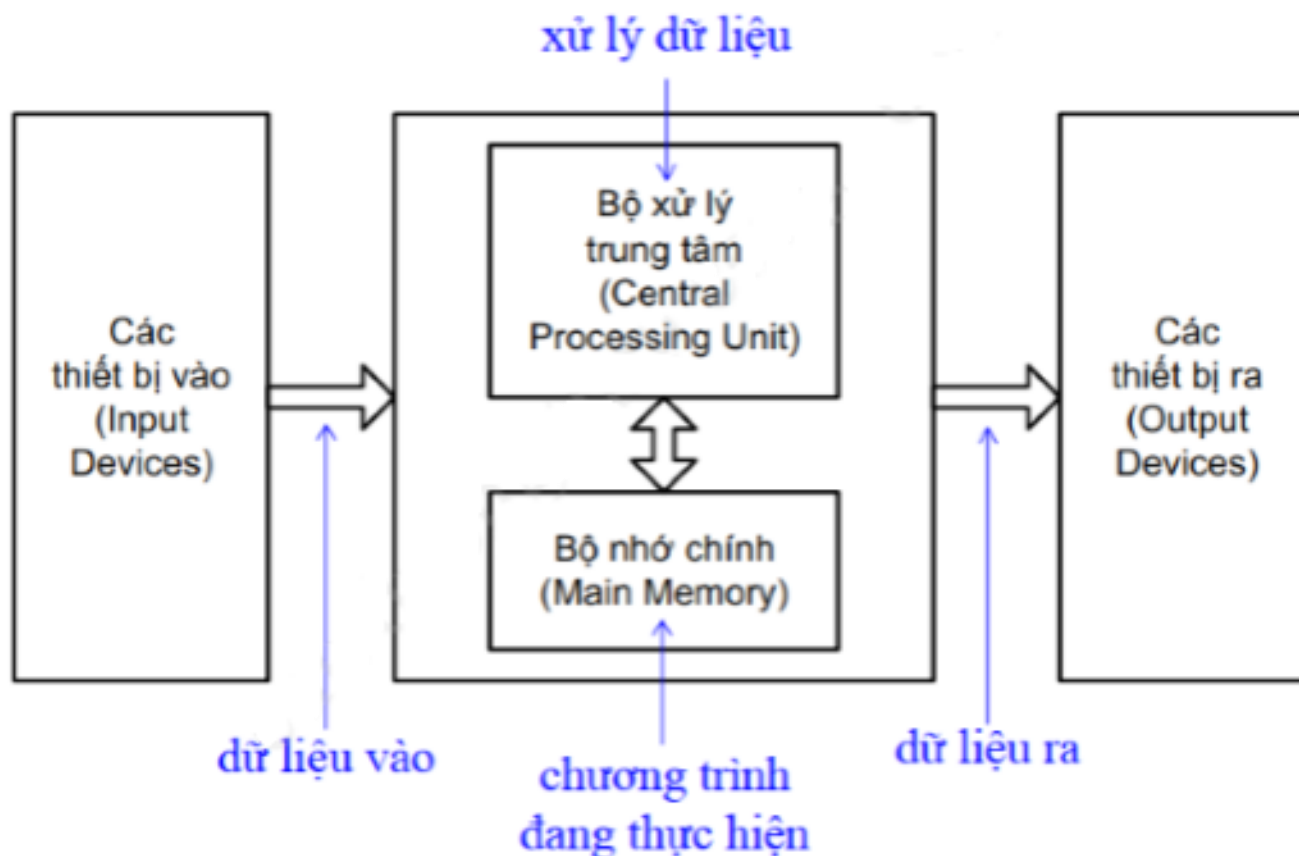 xử lý dữ liệu
Các
thiết bị vào
(Input
Devices)
Bộ xử lý
trung tâm
(Central
Processing Unit)
Bộ nhớ chính
(Main Memory)
Các
thiết bị ra
(Output
Devices)
dữ liệu vào
chương trình
đang thực hiện
dữ liệu ra